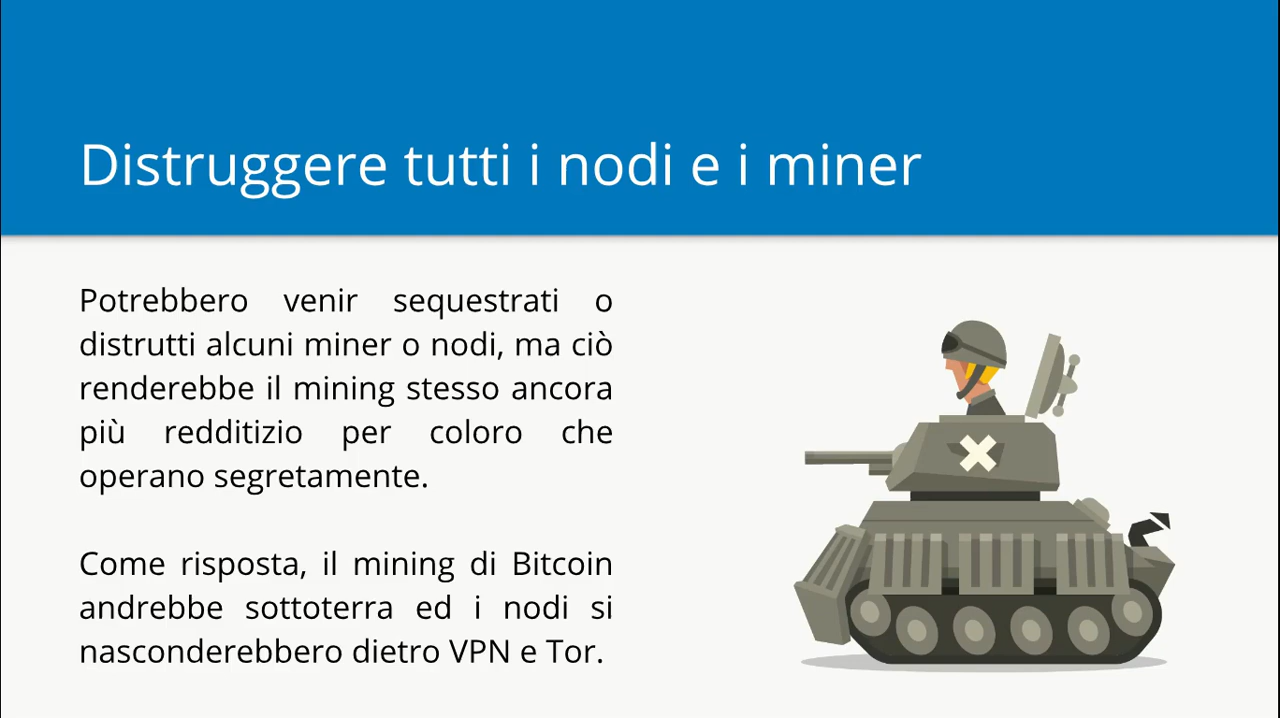 Distruggere tutti i nodi e i miner
Potrebbero venir sequestrati o
distrutti alcuni miner o nodi, ma ciò
renderebbe il mining stesso ancora
più redditizio per coloro che
operano segretamente.
Come risposta, il mining di Bitcoin
andrebbe sottoterra ed i nodi si
nasconderebbero dietro VPN e Tor.